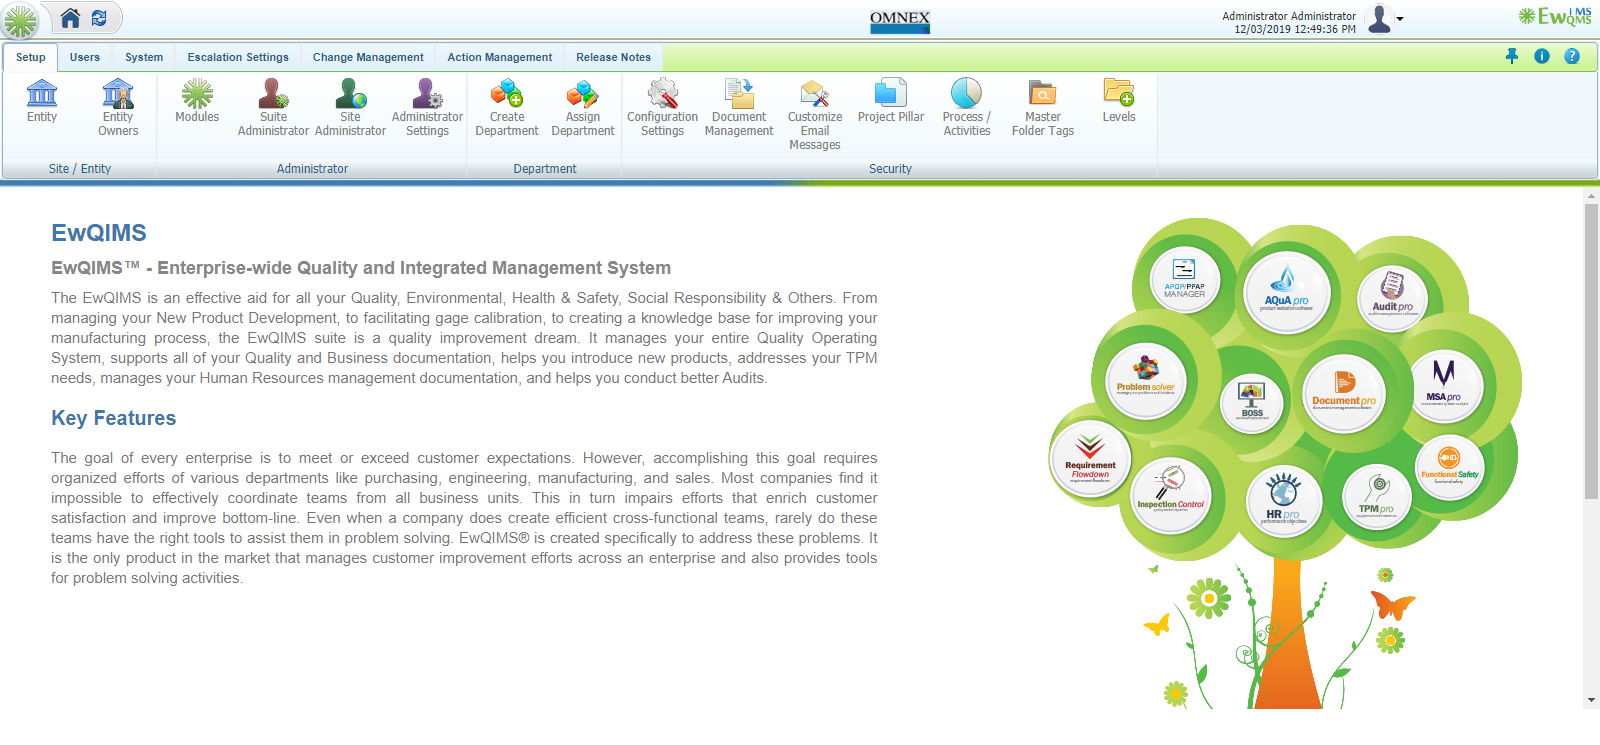 OMNEX
Administrator Administrator
12/03/2019 12:49:36 PM
EwQIMS
Setup
Users
System
Escalation Settings
Change Management
Action Management
Release Notes
Entity
Entity
Owners
Modules
Suite
Administrator
Site
Administrator
Administrator
Settings
Create
Department
Assign
Department
Configuration
Settings
Document
Management
Customize
Email
Messages
Project Pillar
Process /
Activities
Master
Folder Tags
Levels
Site / Entity
Administrator
Department
Security
EwQIMS
EwQIMS™ - Enterprise-wide Quality and Integrated Management System
The EwQIMS is an effective aid for all your Quality, Environmental, Health & Safety, Social Responsibility & Others. From
managing your New Product Development, to facilitating gage calibration, to creating a knowledge base for improving your
manufacturing process, the EwQIMS suite is a quality improvement dream. It manages your entire Quality Operating
System, supports all of your Quality and Business documentation, helps you introduce new products, addresses your TPM
needs, manages your Human Resources management documentation, and helps you conduct better Audits.
Key Features
The goal of every enterprise is to meet or exceed customer expectations. However, accomplishing this goal requires
organized efforts of various departments like purchasing, engineering, manufacturing, and sales. Most companies find it
impossible to effectively coordinate teams from all business units. This in turn impairs efforts that enrich customer
satisfaction and improve bottom-line. Even when a company does create efficient cross-functional teams, rarely do these
teams have the right tools to assist them in problem solving. EwQIMS® is created specifically to address these problems. It
is the only product in the market that manages customer improvement efforts across an enterprise and also provides tools
for problem solving activities.
APQP/PPAP
MANAGER
AQuA pro
Audit pro
audit management software
Problem solver
BOSS
Document pro
document management software
MSA pro
Requirement
Flowdown
requirement flowdown
Inspection Control
HR pro
performance objectives
TPM pro
Functional Safety
functional safety